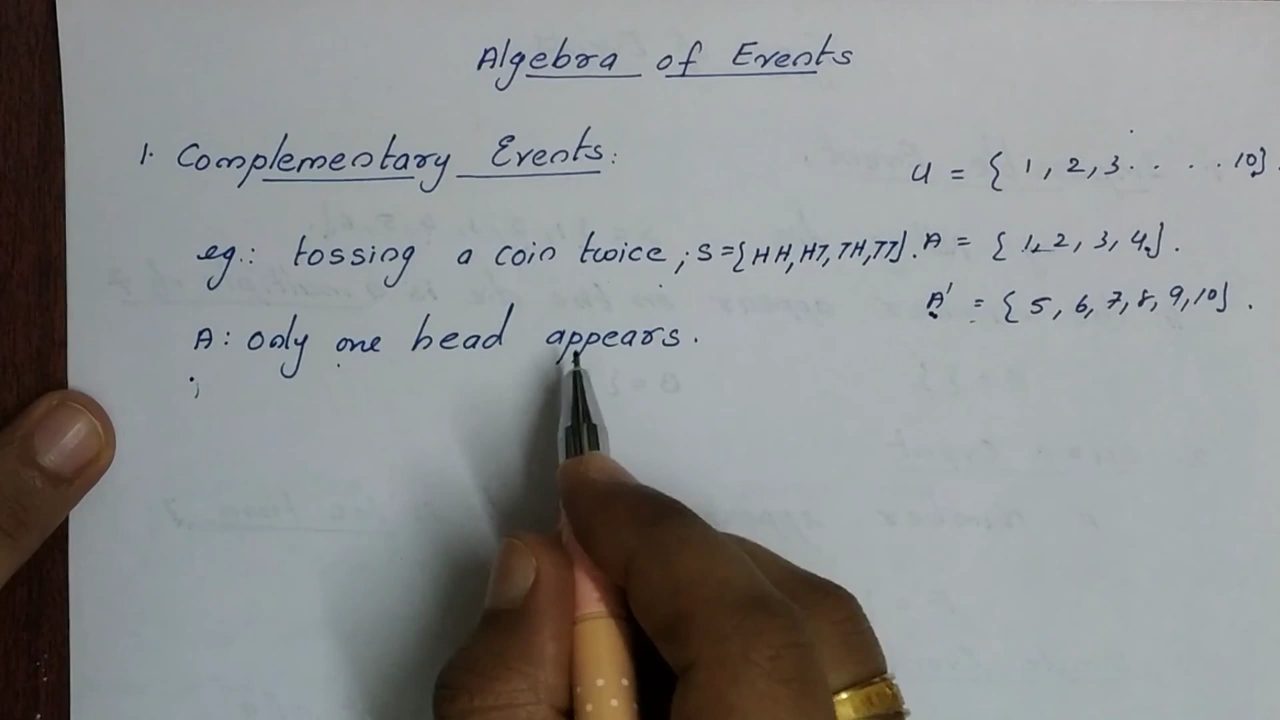 Algebra of Events
1. Complementary Events:
U = { 1, 2, 3. . . . . 10}
eg.: tossing a coin twice ; S={HH, HT, TH, TT}. A = { 1, 2, 3, 4}.
A' = { 5, 6, 7, 8, 9, 10} .
A: only one head appears.